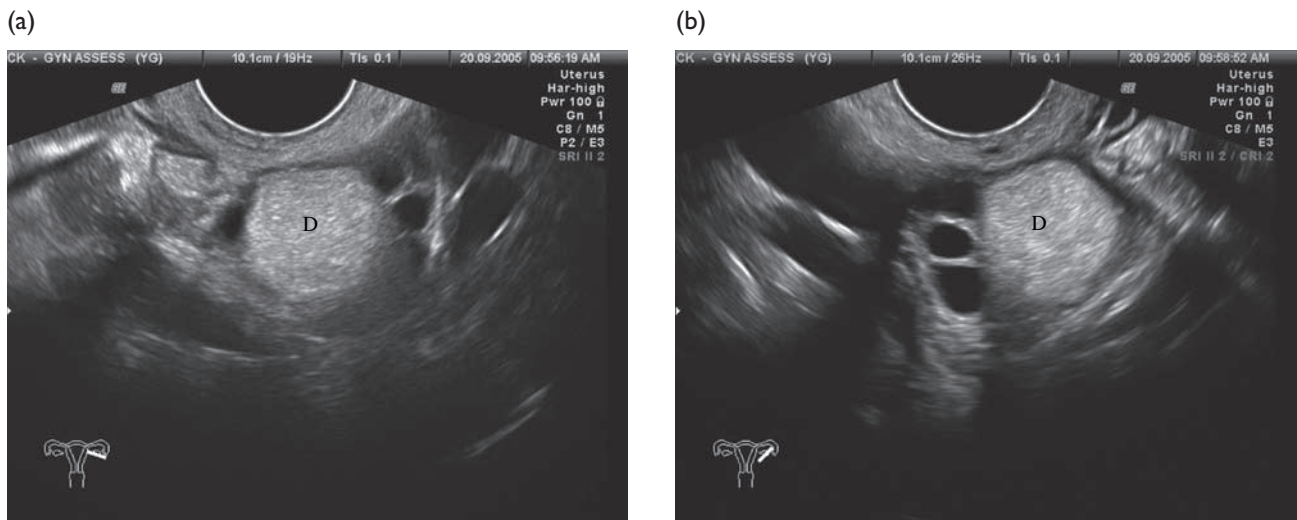 (a)
CK - GYN ASSESS (YG) 10.1cm / 19Hz TIs 0.1 20.09.2005 09:56:19 AM
Uterus
Har-high
Pwr 100
Gn 1
C8 / M5
P2 / E3
SRI II 2
D
(b)
CK - GYN ASSESS (YG) 10.1cm / 26Hz TIs 0.1 20.09.2005 09:58:52 AM
Uterus
Har-high
Pwr 100
Gn 1
C8 / M5
E3
SRI II 2 / CRI 2
D